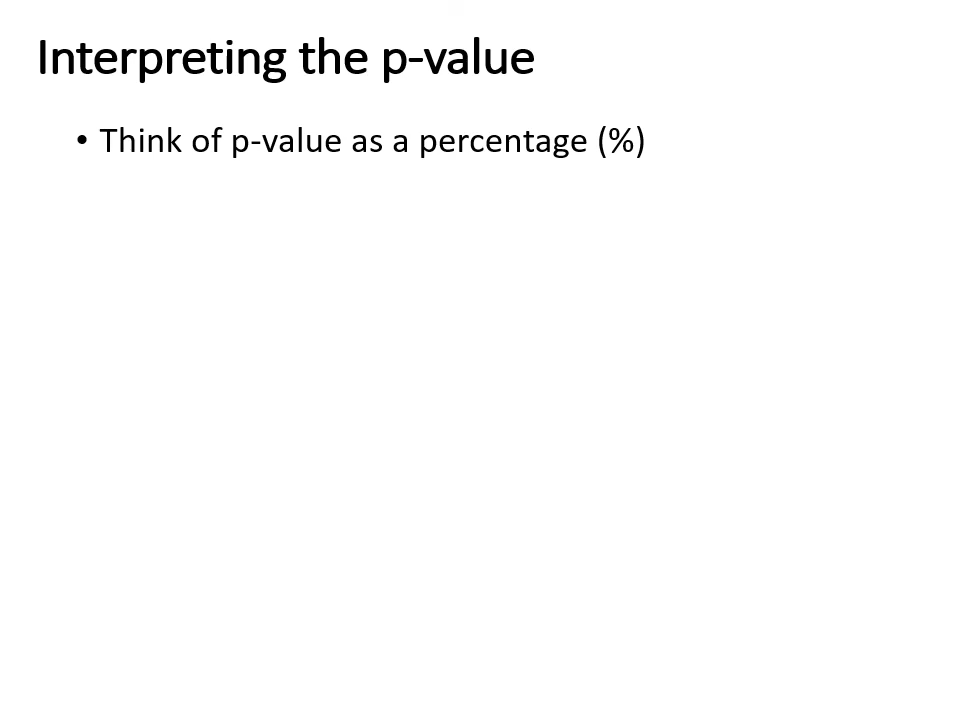 Interpreting the p-value
• Think of p-value as a percentage (%)